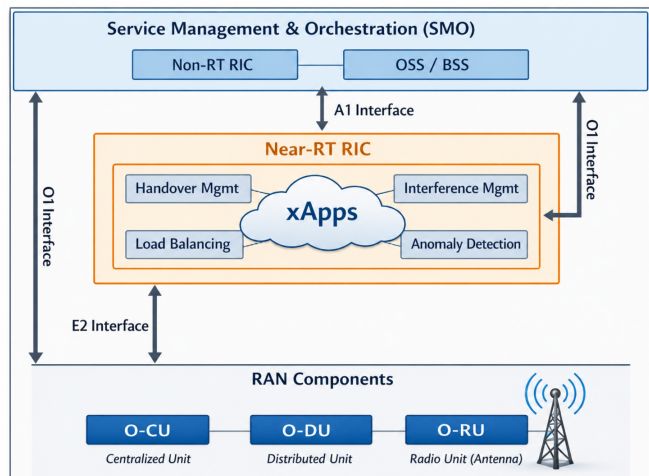 Service Management & Orchestration (SMO)
Non-RT RIC
OSS / BSS
A1 Interface
O1 Interface
O1 Interface
Near-RT RIC
Handover Mgmt
Interference Mgmt
xApps
Load Balancing
Anomaly Detection
E2 Interface
RAN Components
O-CU
O-DU
O-RU
Centralized Unit
Distributed Unit
Radio Unit (Antenna)